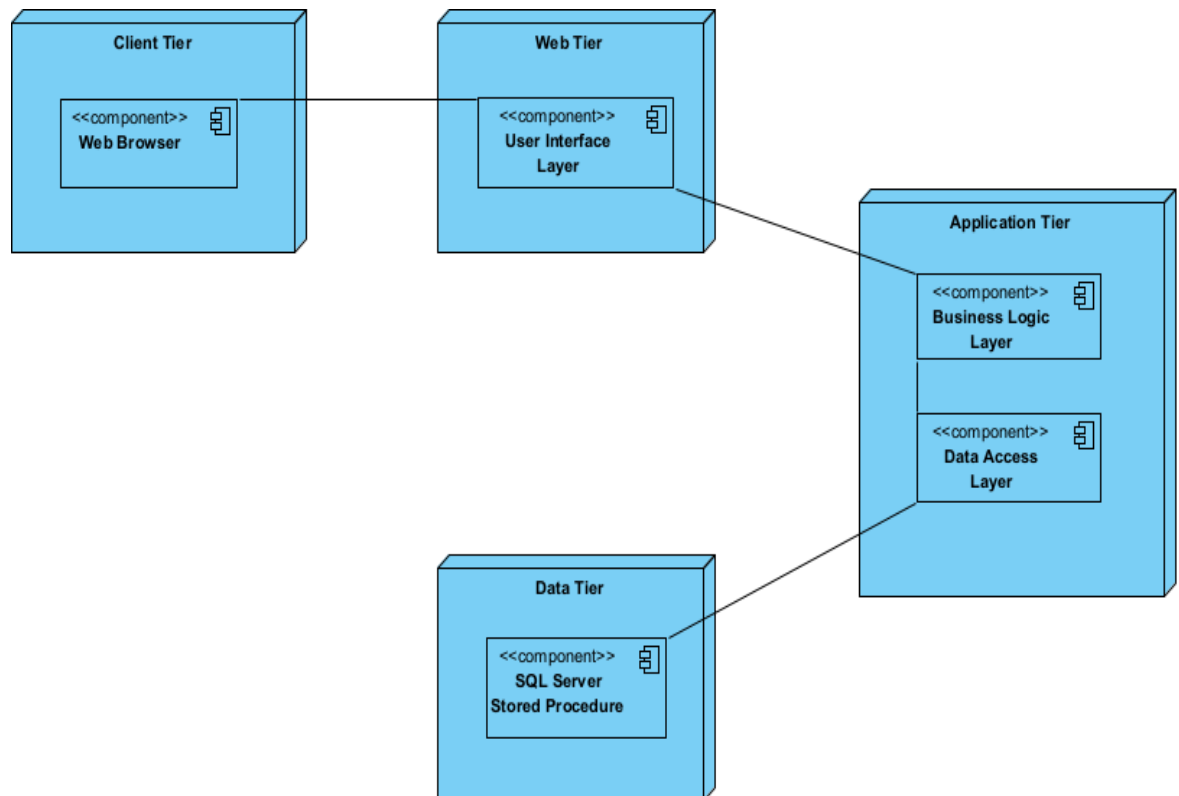 Client Tier
<<component>>
Web Browser
Web Tier
<<component>>
User Interface
Layer
Application Tier
<<component>>
Business Logic
Layer
<<component>>
Data Access
Layer
Data Tier
<<component>>
SQL Server
Stored Procedure